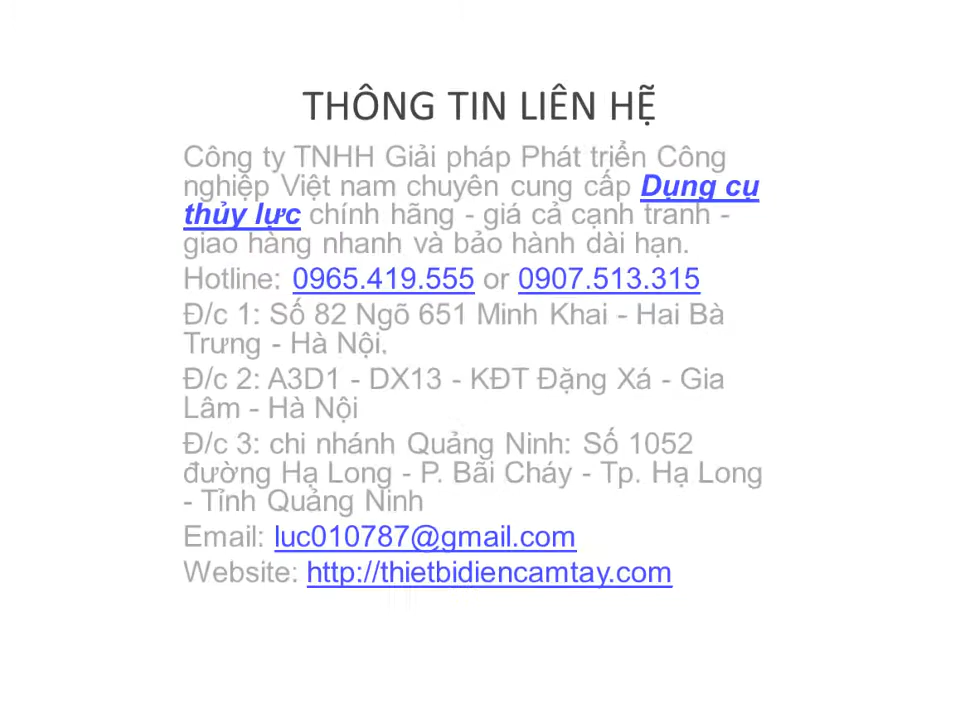 THÔNG TIN LIÊN HỆ
Công ty TNHH Giải pháp Phát triển Công
nghiệp Việt nam chuyên cung cấp Dụng cụ
thủy lực chính hãng - giá cả cạnh tranh -
giao hàng nhanh và bảo hành dài hạn.
Hotline: 0965.419.555 or 0907.513.315
Đ/c 1: Số 82 Ngõ 651 Minh Khai - Hai Bà
Trưng - Hà Nội.
Đ/c 2: A3D1 - DX13 - KĐT Đặng Xá - Gia
Lâm - Hà Nội
Đ/c 3: chi nhánh Quảng Ninh: Số 1052
đường Hạ Long - P. Bãi Cháy - Tp. Hạ Long
- Tỉnh Quảng Ninh
Email: luc010787@gmail.com
Website: http://thietbidiencamtay.com